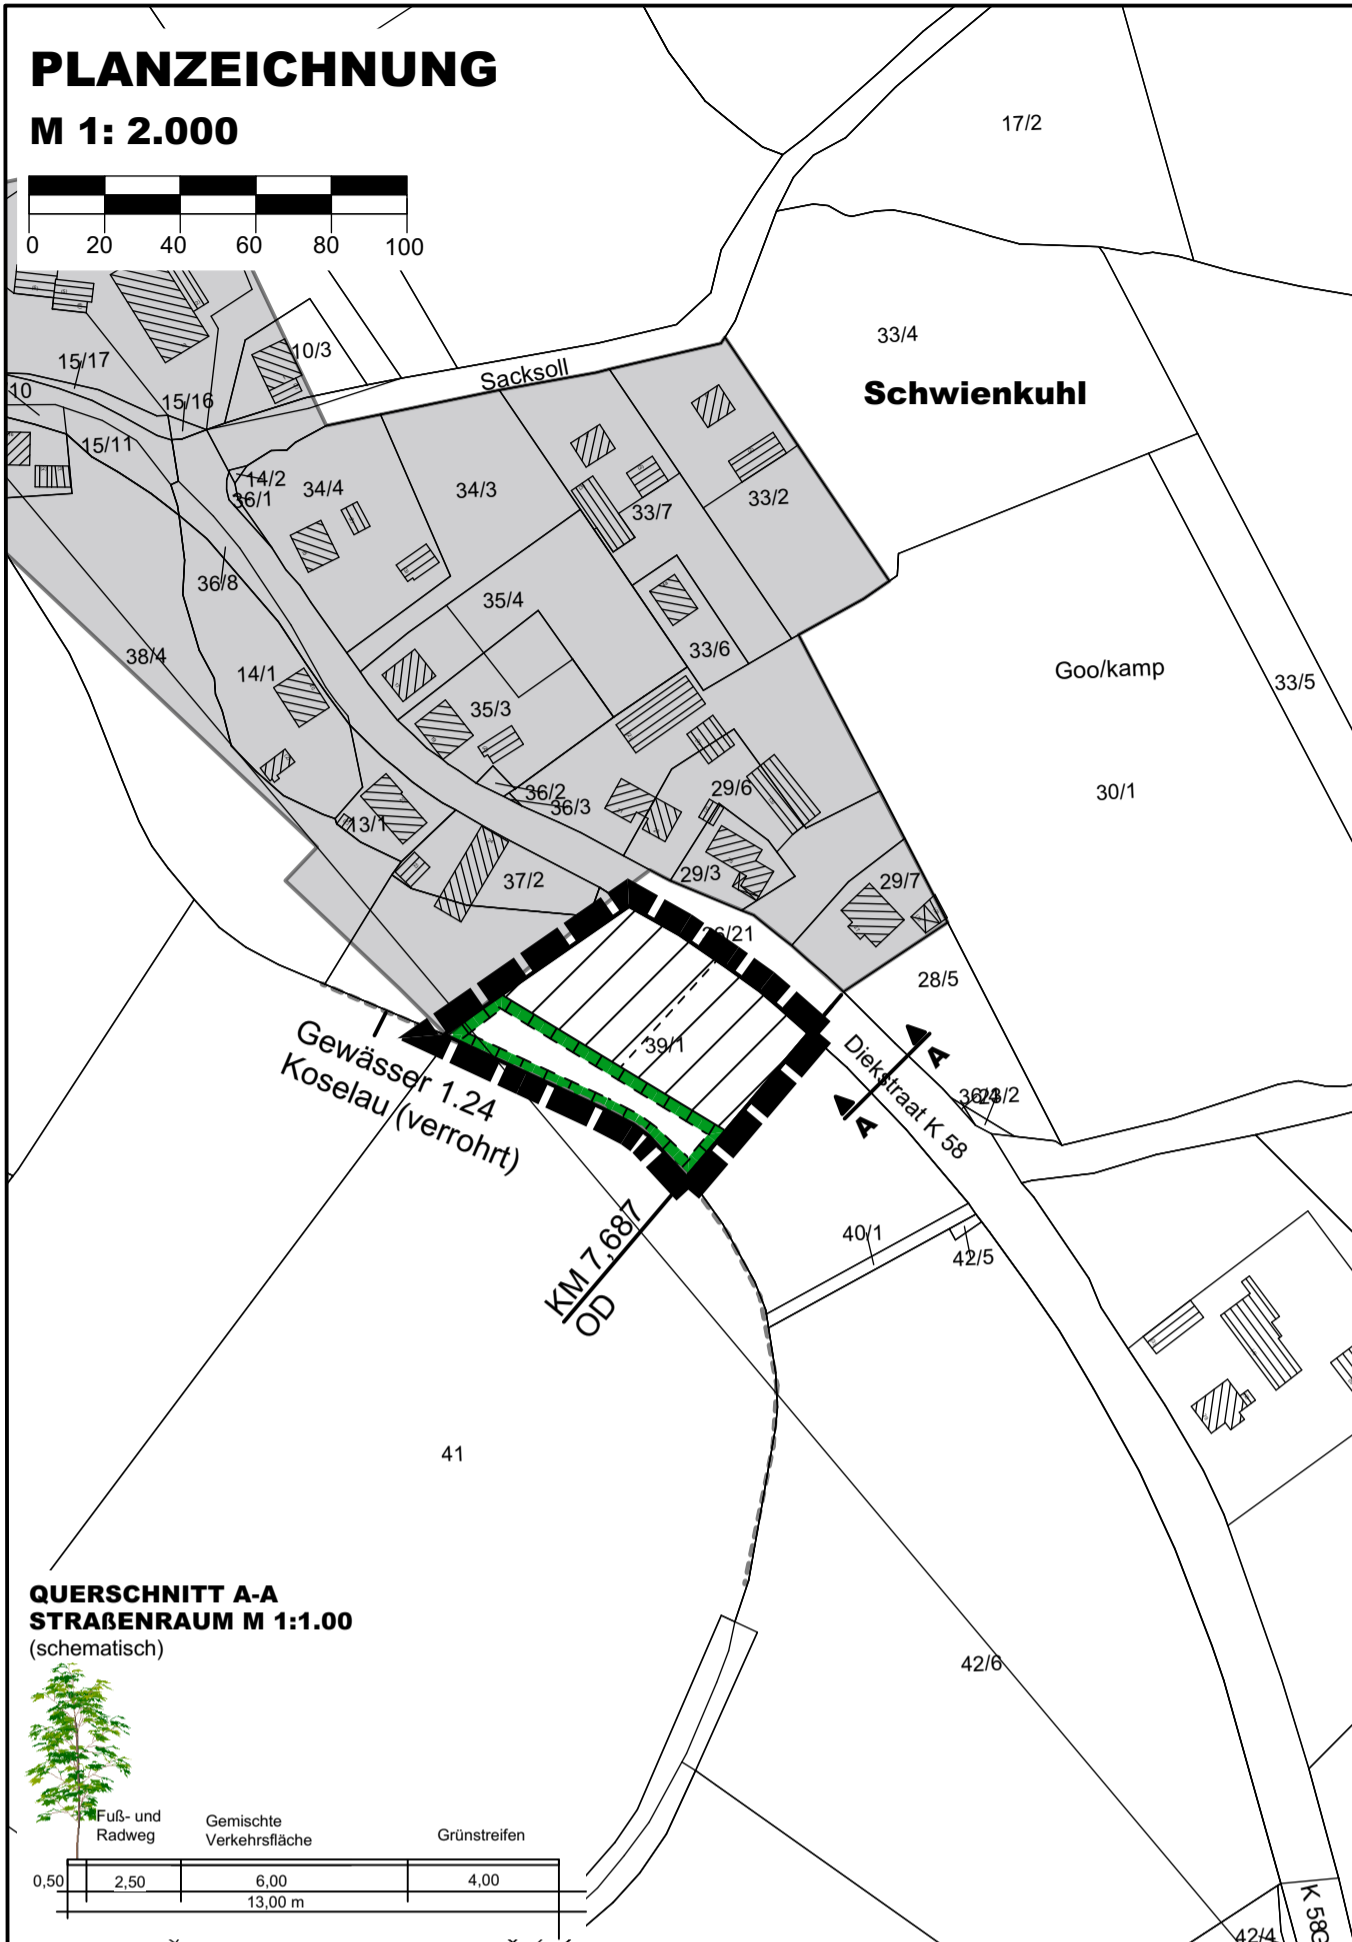 PLANZEICHNUNG
M 1: 2.000
0 20 40 60 80 100
17/2
33/4
Schwienkuhl
10/3
Sacksoll
15/17
10
15/16
15/11
14/2
36/1
34/4
34/3
33/7
33/2
36/8
35/4
38/4
14/1
33/6
Goo/kamp
33/5
35/3
36/2
36/3
29/6
30/1
13/1
37/2
29/3
29/7
28/5
39/1
Gewässer 1.24
Koselau (verrohrt)
Diekstraat K 58
A
A
KM 7,687
OD
40/1
42/5
41
42/6
QUERSCHNITT A-A
STRAßENRAUM M 1:1.00
(schematisch)
Fuß- und
Radweg
Gemischte
Verkehrsfläche
Grünstreifen
0,50 2,50 6,00 4,00
13,00 m
K 58
42/4